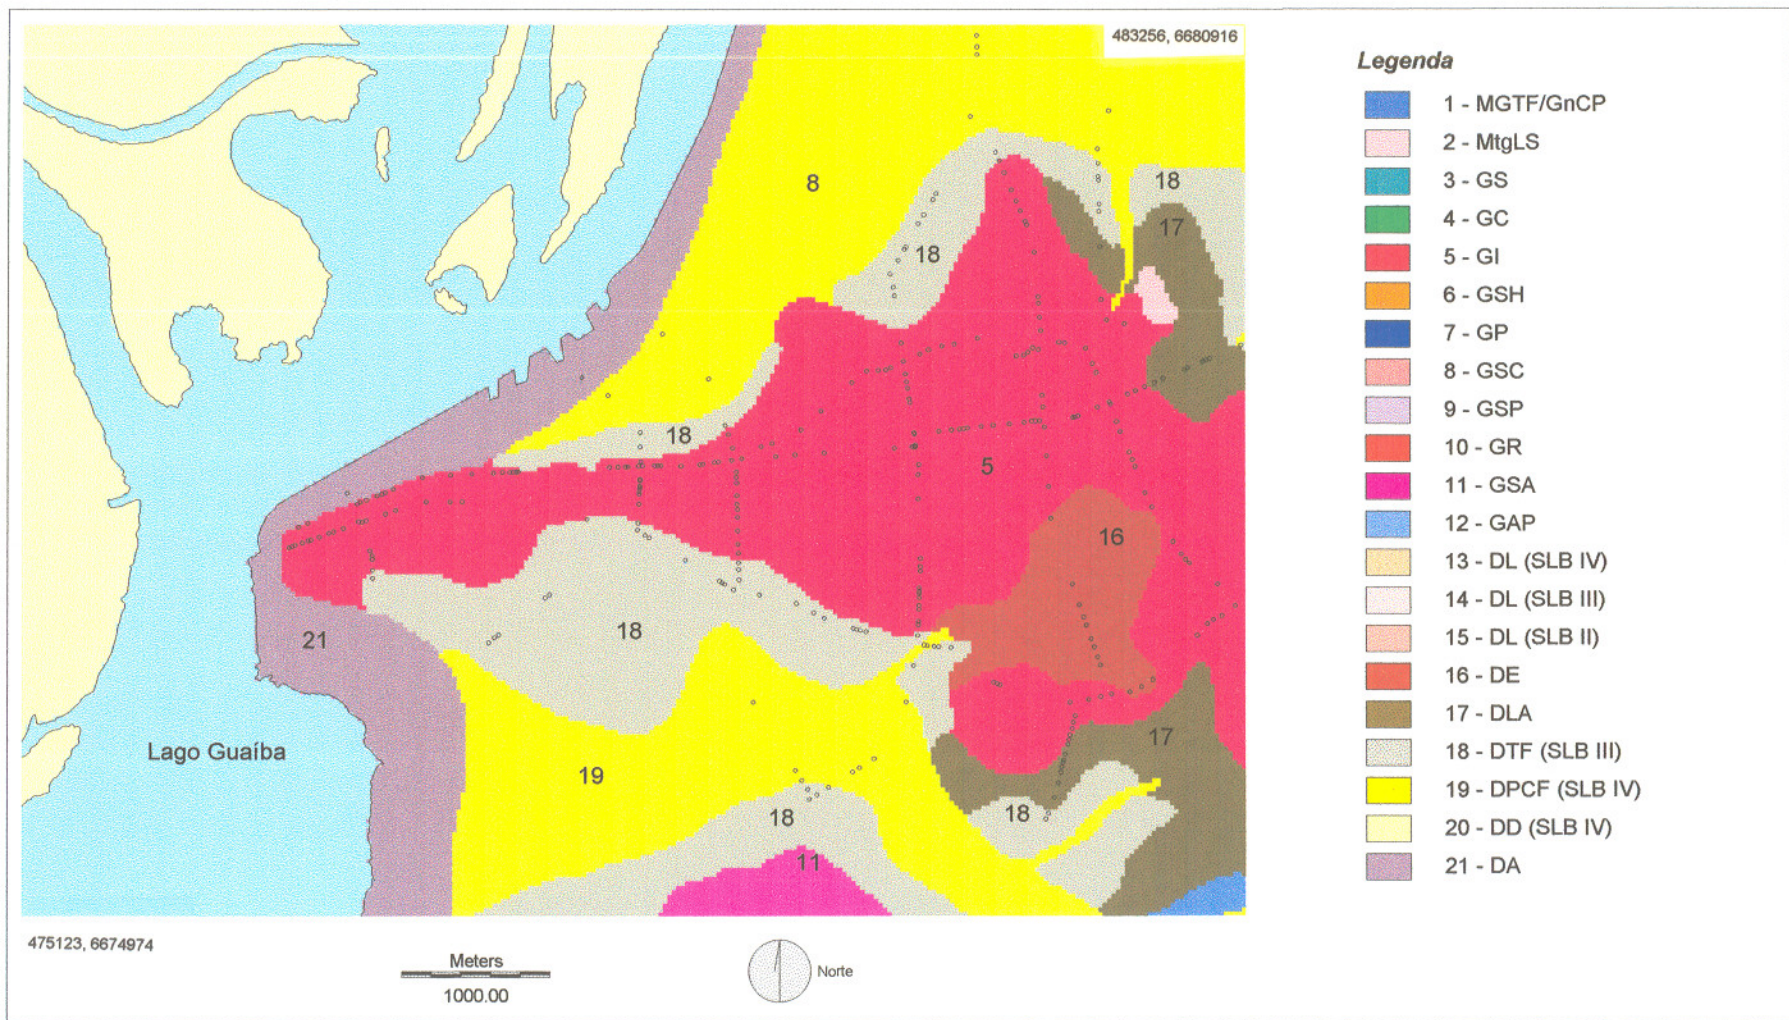 483256, 6680916
8
18
17
18
18
5
16
18
21
17
19
18
18
11
Lago Guaíba
475123, 6674974
Meters
1000.00
Norte
Legenda
1 - MGTF/GnCP
2 - MtgLS
3 - GS
4 - GC
5 - GI
6 - GSH
7 - GP
8 - GSC
9 - GSP
10 - GR
11 - GSA
12 - GAP
13 - DL (SLB IV)
14 - DL (SLB III)
15 - DL (SLB II)
16 - DE
17 - DLA
18 - DTF (SLB III)
19 - DPCF (SLB IV)
20 - DD (SLB IV)
21 - DA